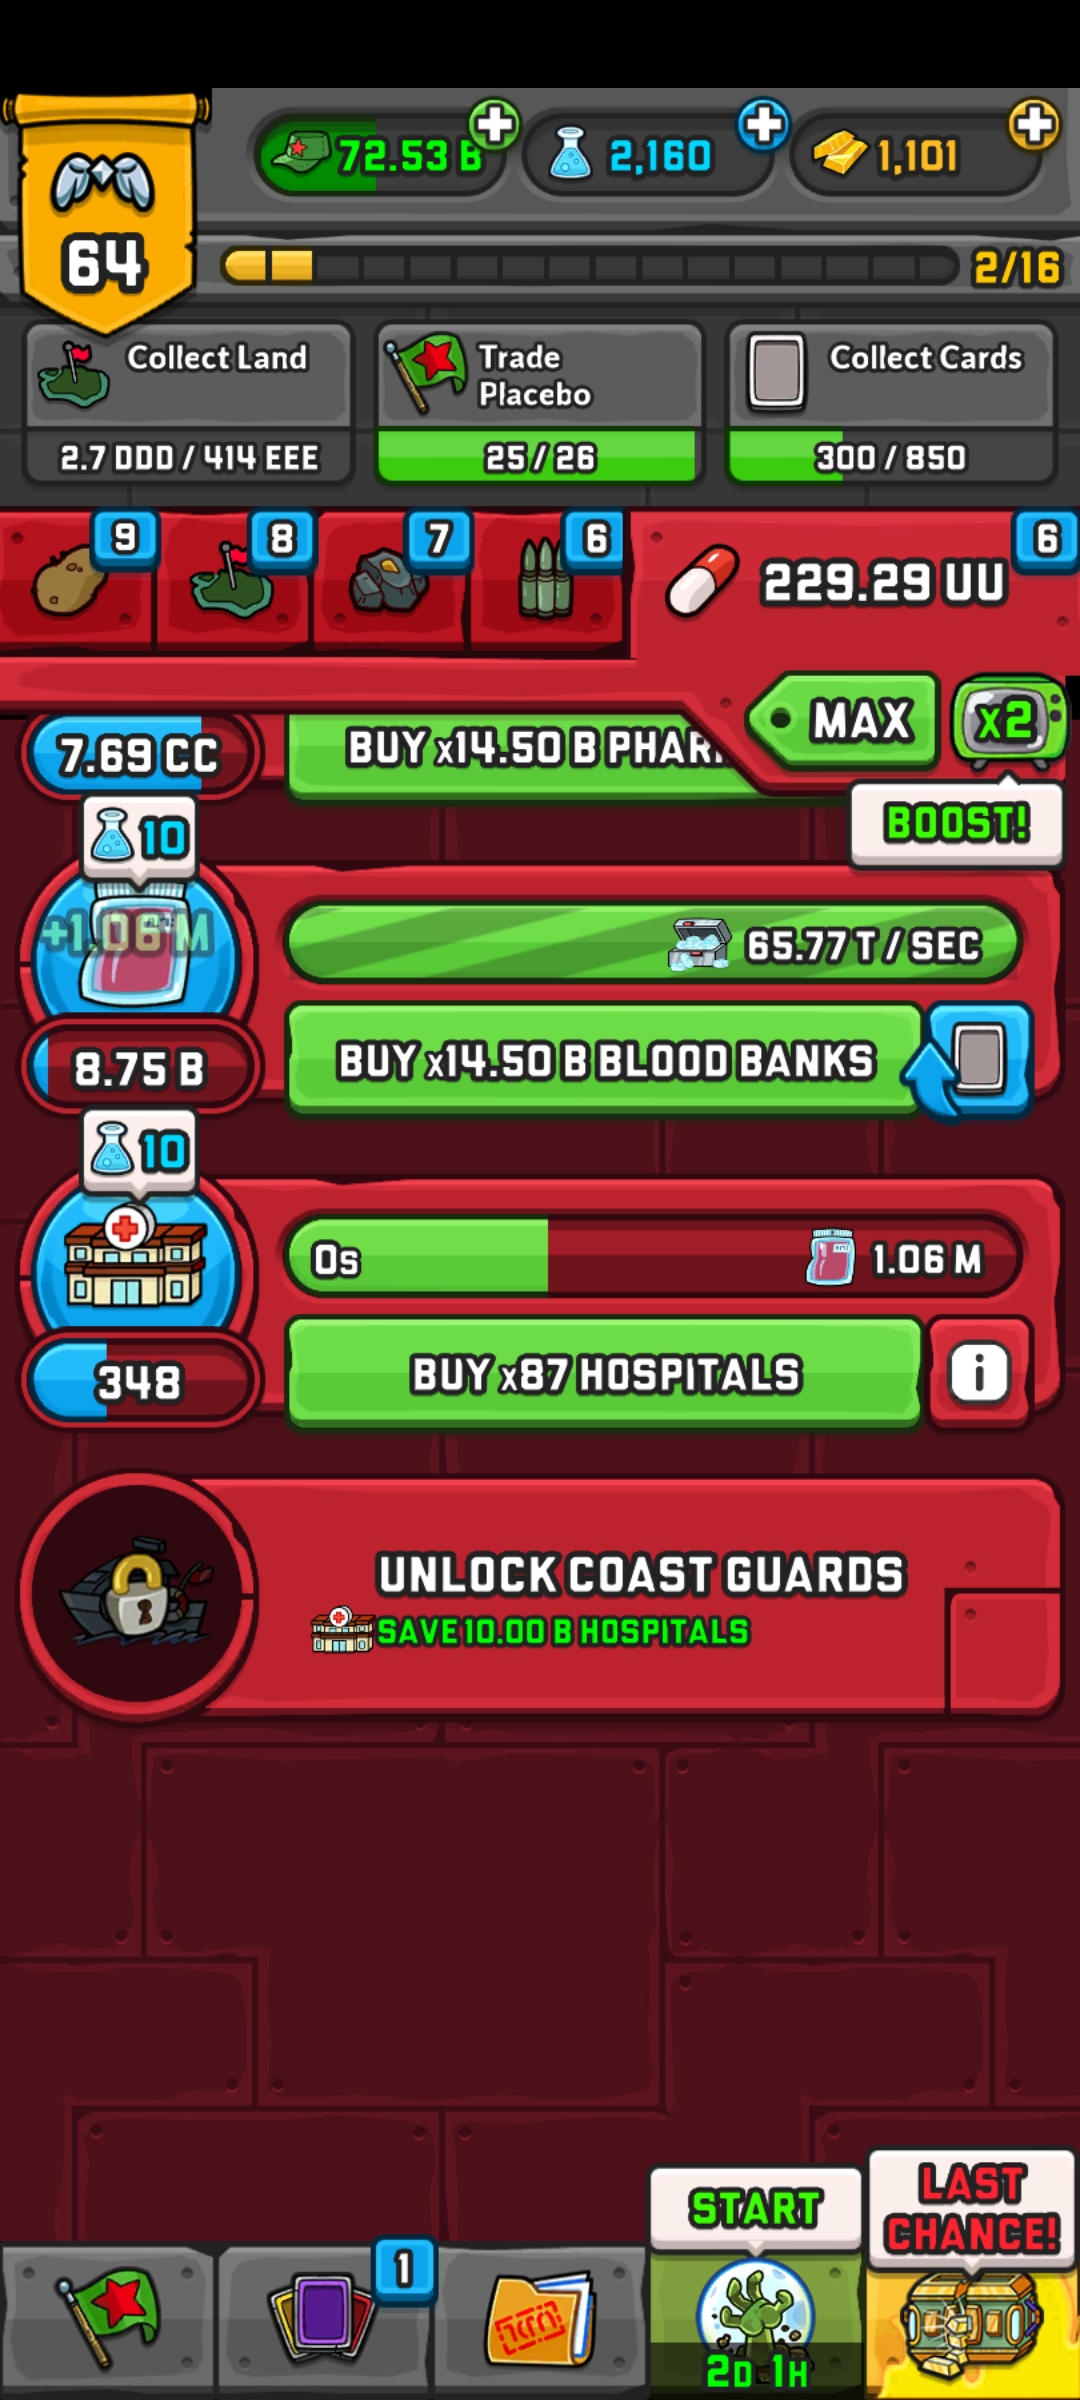 64
72.53 B
2,160
1,101
2/16
Collect Land
2.7 DDD / 414 EEE
Trade
Placebo
25 / 26
Collect Cards
300 / 850
9
8
7
6
229.29 UU
6
MAX
x2
BOOST!
7.69 CC
BUY x14.50 B
10
+1.06 M
65.77 T / SEC
8.75 B
BUY x14.50 B BLOOD BANKS
10
0s
1.06 M
348
BUY x87 HOSPITALS
i
UNLOCK COAST GUARDS
SAVE 10.00 B HOSPITALS
START
LAST
CHANCE!
1
2D 1H